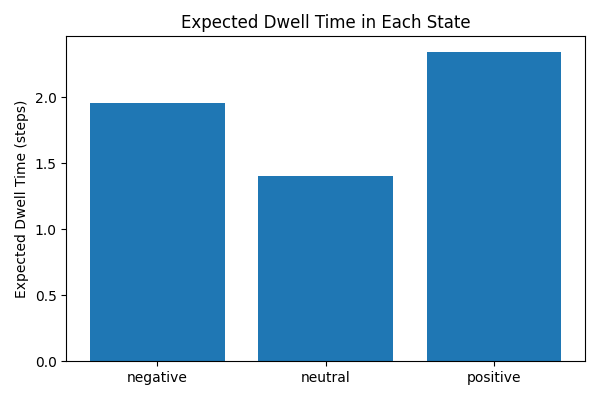 Expected Dwell Time in Each State
Expected Dwell Time (steps)
2.0
1.5
1.0
0.5
0.0
negative
neutral
positive